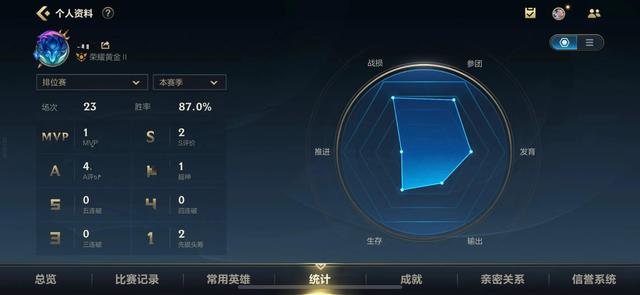 个人资料 ?
荣耀黄金 II
排位赛 本赛季
场次 23 胜率 87.0%
MVP 1 MVP
S 2 S评价
A 4 A评价
1 超神
5 0 五连破
4 0 四连破
3 0 三连破
1 2 先拔头筹
战损 参团
推进 发育
生存 输出
总览 比赛记录 常用英雄 统计 成就 亲密关系 信誉系统